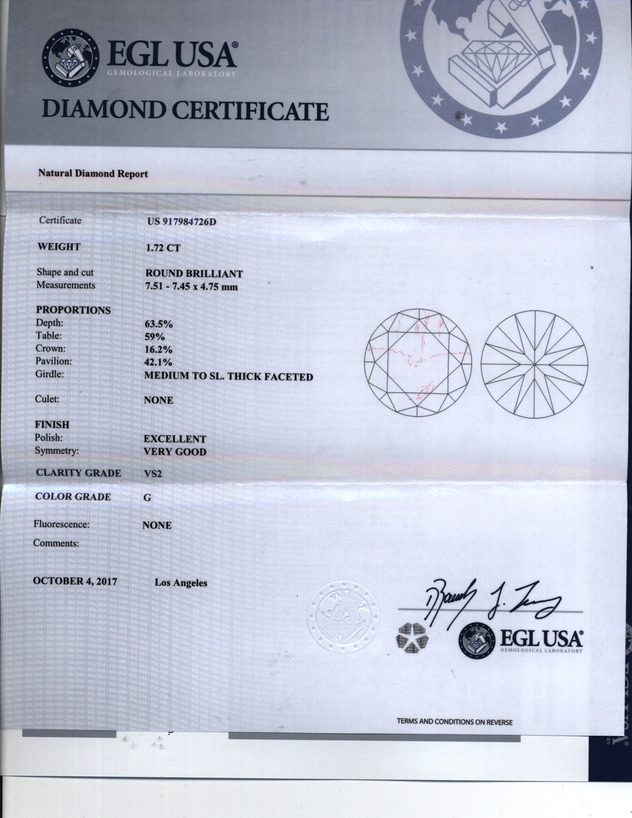 EGL USA®
GEMOLOGICAL LABORATORY
DIAMOND CERTIFICATE
Natural Diamond Report
Certificate US 917984726D
WEIGHT 1.72 CT
Shape and cut ROUND BRILLIANT
Measurements 7.51 - 7.45 x 4.75 mm
PROPORTIONS
Depth: 63.5%
Table: 59%
Crown: 16.2%
Pavilion: 42.1%
Girdle: MEDIUM TO SL. THICK FACETED
Culet: NONE
FINISH
Polish: EXCELLENT
Symmetry: VERY GOOD
CLARITY GRADE VS2
COLOR GRADE G
Fluorescence: NONE
Comments:
OCTOBER 4, 2017 Los Angeles
EGL USA®
GEMOLOGICAL LABORATORY
TERMS AND CONDITIONS ON REVERSE